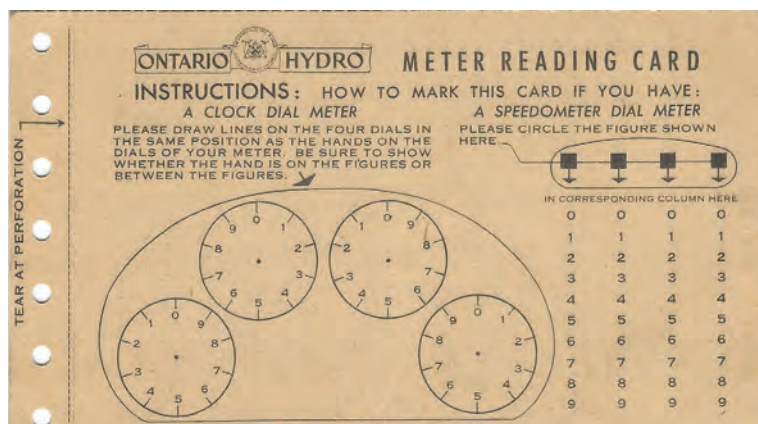 ONTARIO HYDRO
METER READING CARD
INSTRUCTIONS: HOW TO MARK THIS CARD IF YOU HAVE:
A CLOCK DIAL METER
PLEASE DRAW LINES ON THE FOUR DIALS IN
THE SAME POSITION AS THE HANDS ON THE
DIALS OF YOUR METER. BE SURE TO SHOW
WHETHER THE HAND IS ON THE FIGURES OR
BETWEEN THE FIGURES.
1 0 9
2 8
3 7
4 5 6
9 0 1
8 2
7 3
6 5 4
1 0 9
2 8
3 7
4 5 6
9 0 1
8 2
7 3
6 5 4
A SPEEDOMETER DIAL METER
PLEASE CIRCLE THE FIGURE SHOWN
HERE
IN CORRESPONDING COLUMN HERE
0 0 0 0
1 1 1 1
2 2 2 2
3 3 3 3
4 4 4 4
5 5 5 5
6 6 6 6
7 7 7 7
8 8 8 8
9 9 9 9
TEAR AT PERFORATION